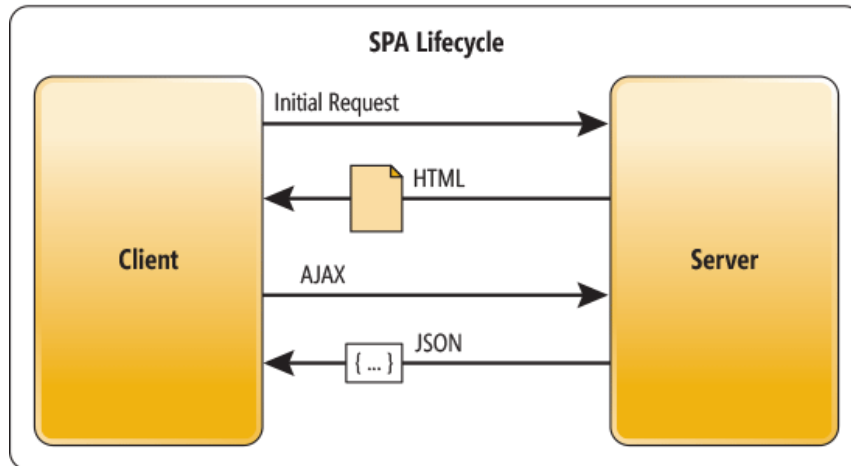 SPA Lifecycle
Initial Request
HTML
Client
Server
AJAX
JSON
{ ... }